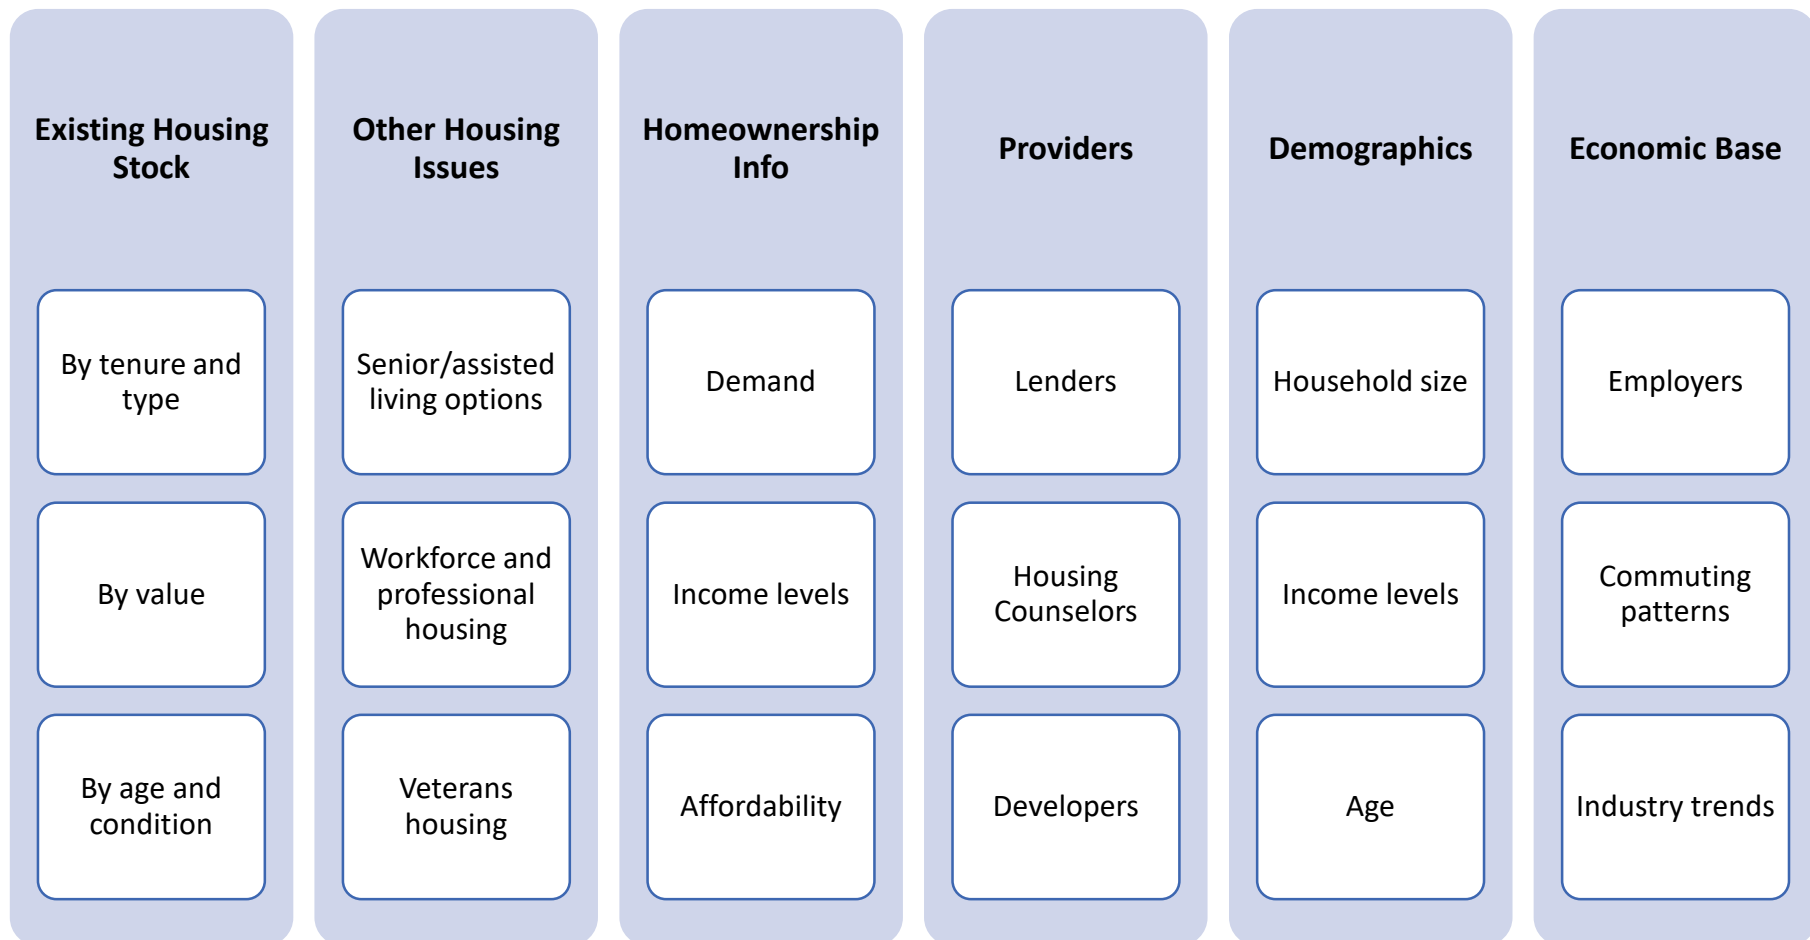 Existing Housing
Stock
By tenure and
type
By value
By age and
condition
Other Housing
Issues
Senior/assisted
living options
Workforce and
professional
housing
Veterans
housing
Homeownership
Info
Demand
Income levels
Affordability
Providers
Lenders
Housing
Counselors
Developers
Demographics
Household size
Income levels
Age
Economic Base
Employers
Commuting
patterns
Industry trends